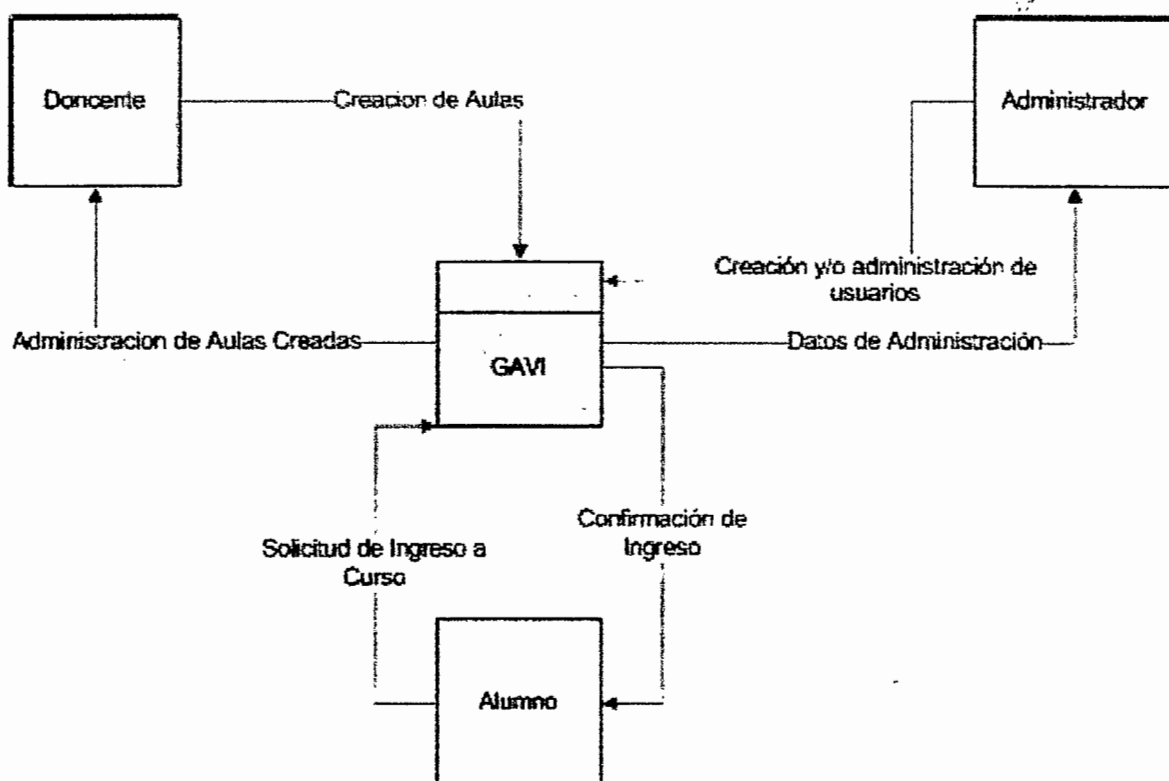 Doncente
Creacion de Aulas
Administrador
Creación y/o administración de
usuarios
Administracion de Aulas Creadas
GAVI
Datos de Administración
Solicitud de Ingreso a
Curso
Confirmación de
Ingreso
Alumno